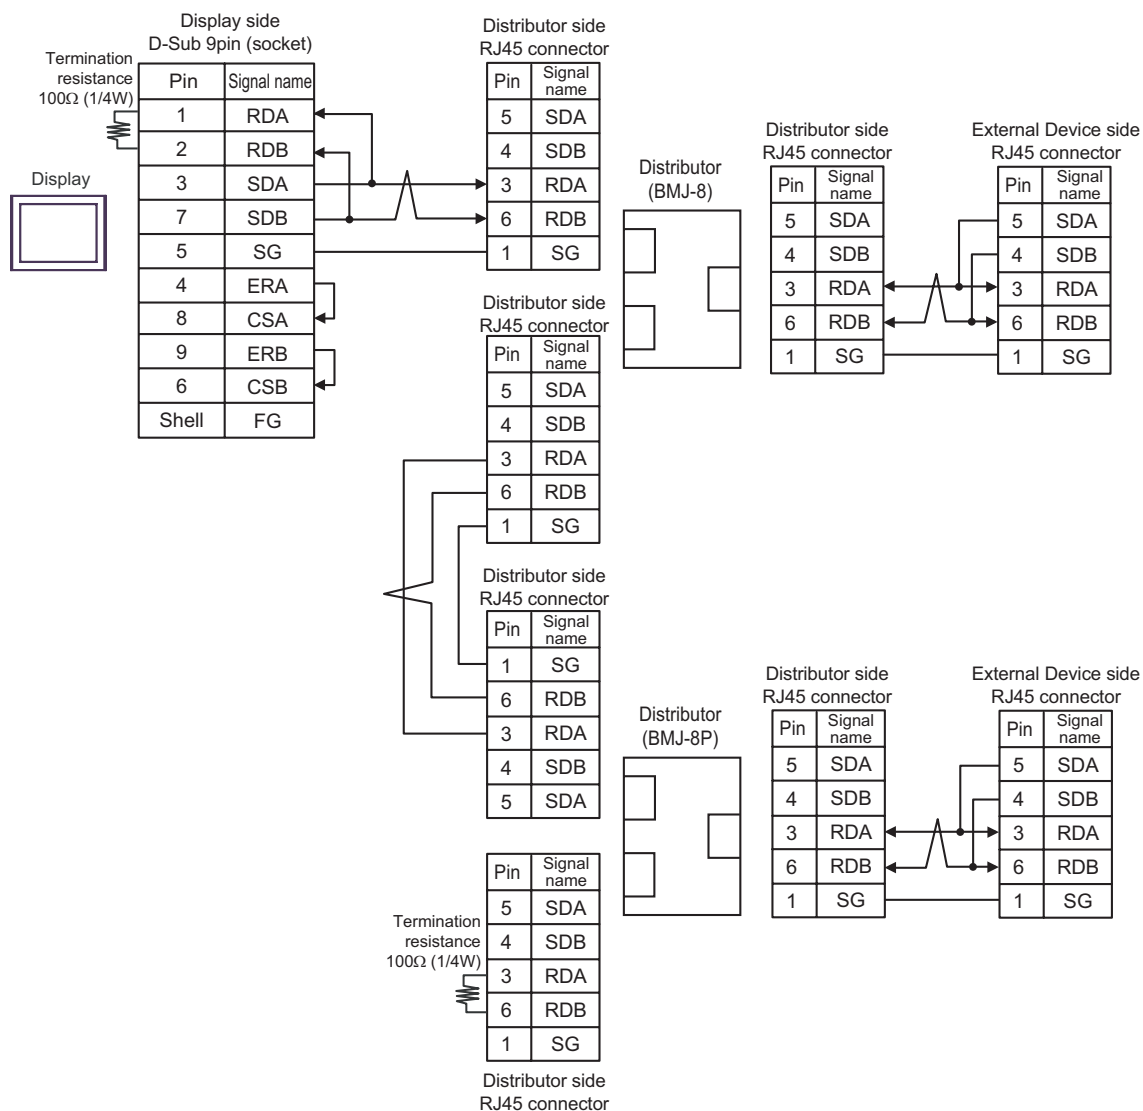 Display side
D-Sub 9pin (socket)
Termination
resistance
100Ω (1/4W)
Pin Signal name
1 RDA
2 RDB
3 SDA
7 SDB
5 SG
4 ERA
8 CSA
9 ERB
6 CSB
Shell FG
Display
Distributor side
RJ45 connector
Pin Signal
name
5 SDA
4 SDB
3 RDA
6 RDB
1 SG
Distributor
(BMJ-8)
Distributor side
RJ45 connector
Pin Signal
name
5 SDA
4 SDB
3 RDA
6 RDB
1 SG
External Device side
RJ45 connector
Pin Signal
name
5 SDA
4 SDB
3 RDA
6 RDB
1 SG
Distributor side
RJ45 connector
Pin Signal
name
5 SDA
4 SDB
3 RDA
6 RDB
1 SG
Distributor side
RJ45 connector
Pin Signal
name
1 SG
6 RDB
3 RDA
4 SDB
5 SDA
Distributor
(BMJ-8P)
Distributor side
RJ45 connector
Pin Signal
name
5 SDA
4 SDB
3 RDA
6 RDB
1 SG
External Device side
RJ45 connector
Pin Signal
name
5 SDA
4 SDB
3 RDA
6 RDB
1 SG
Termination
resistance
100Ω (1/4W)
Pin Signal
name
5 SDA
4 SDB
3 RDA
6 RDB
1 SG
Distributor side
RJ45 connector